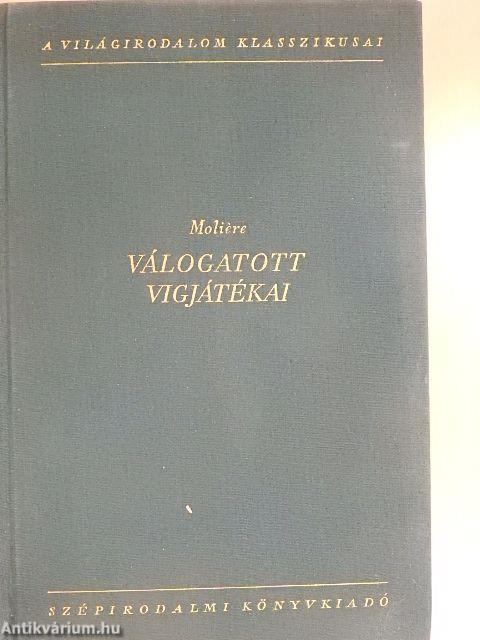 A VILÁGIRODALOM KLASSZIKUSAI
Molière
VÁLOGATOTT
VIGJÁTÉKAI
SZÉPIRODALMI KÖNYVKIADÓ
Antikvárium.hu